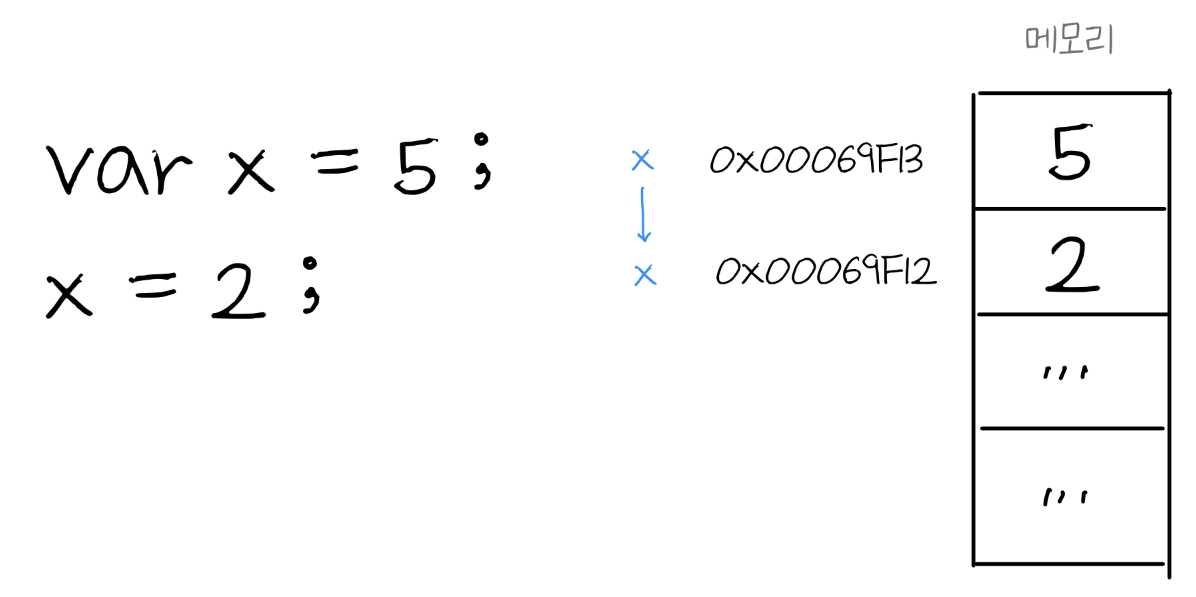 메모리
var x = 5;
x 0x00069F13 5
x = 2;
x 0x00069F12 2
...
...